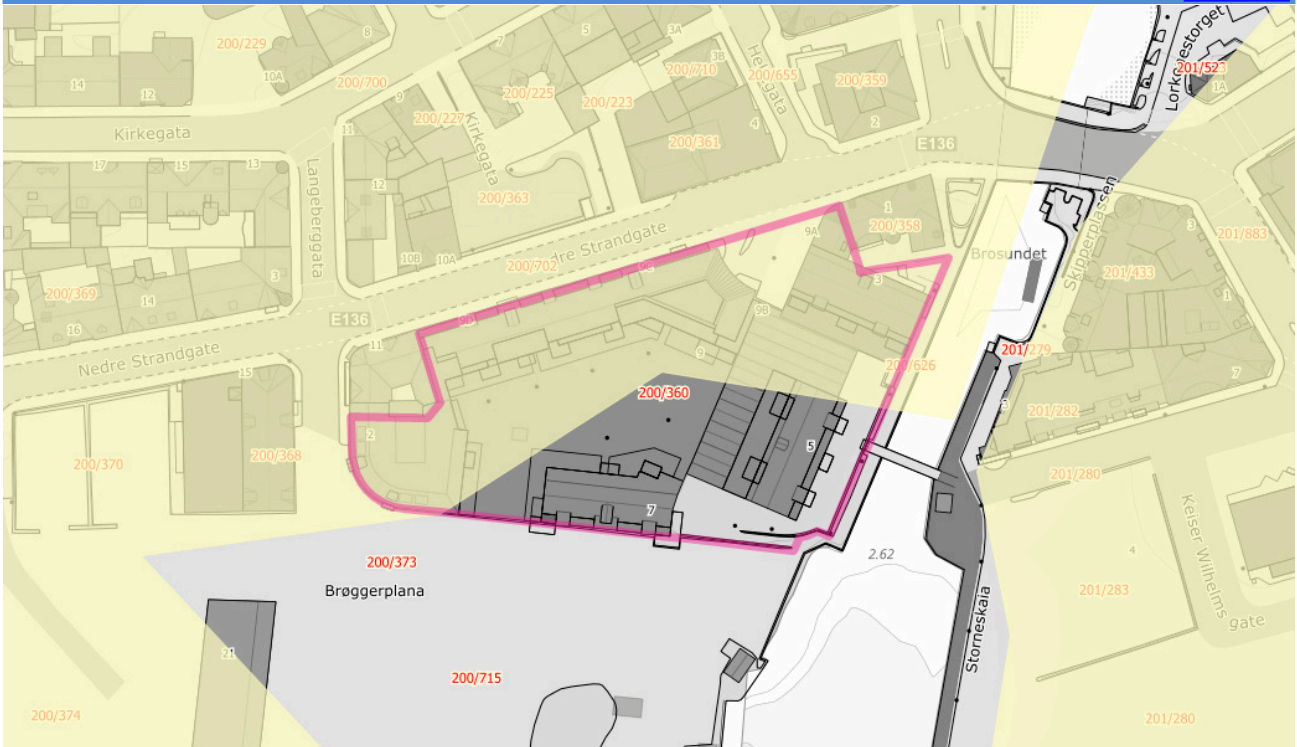 200/229
8
7
5
3A
3B
200/710
Lorkenestorget
201/523
1A
10A
200/700
9
200/225
200/655
200/359
14
12
200/227
200/223
4
2
Kirkegata
11
Kirkegata
200/361
E136
17
15
13
Langeberggata
12
200/363
Skipperplassen
3
201/883
10B
10A
200/702
Nedre Strandgate
9A
1
200/358
Brosundet
201/433
1
200/369
14
3
9C
3
16
E136
9D
9B
Nedre Strandgate
11
9
200/626
201/279
15
200/360
7
2
5
201/282
200/370
200/368
201/280
7
200/373
2.62
4
Keiser Wilhelms gate
Brøggerplana
201/283
Storneskaia
21
200/715
200/374
201/280